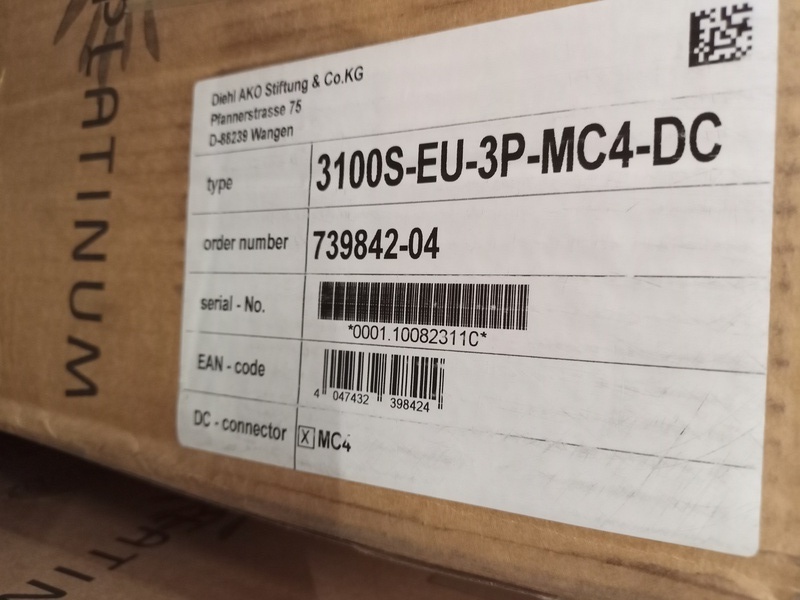 PLATINUM
Diehl AKO Stiftung & Co.KG
Pfannerstrasse 75
D-88239 Wangen
type
3100S-EU-3P-MC4-DC
order number
739842-04
serial - No.
*0001.10082311C*
EAN - code
4 047432 398424
DC - connector
X MC4